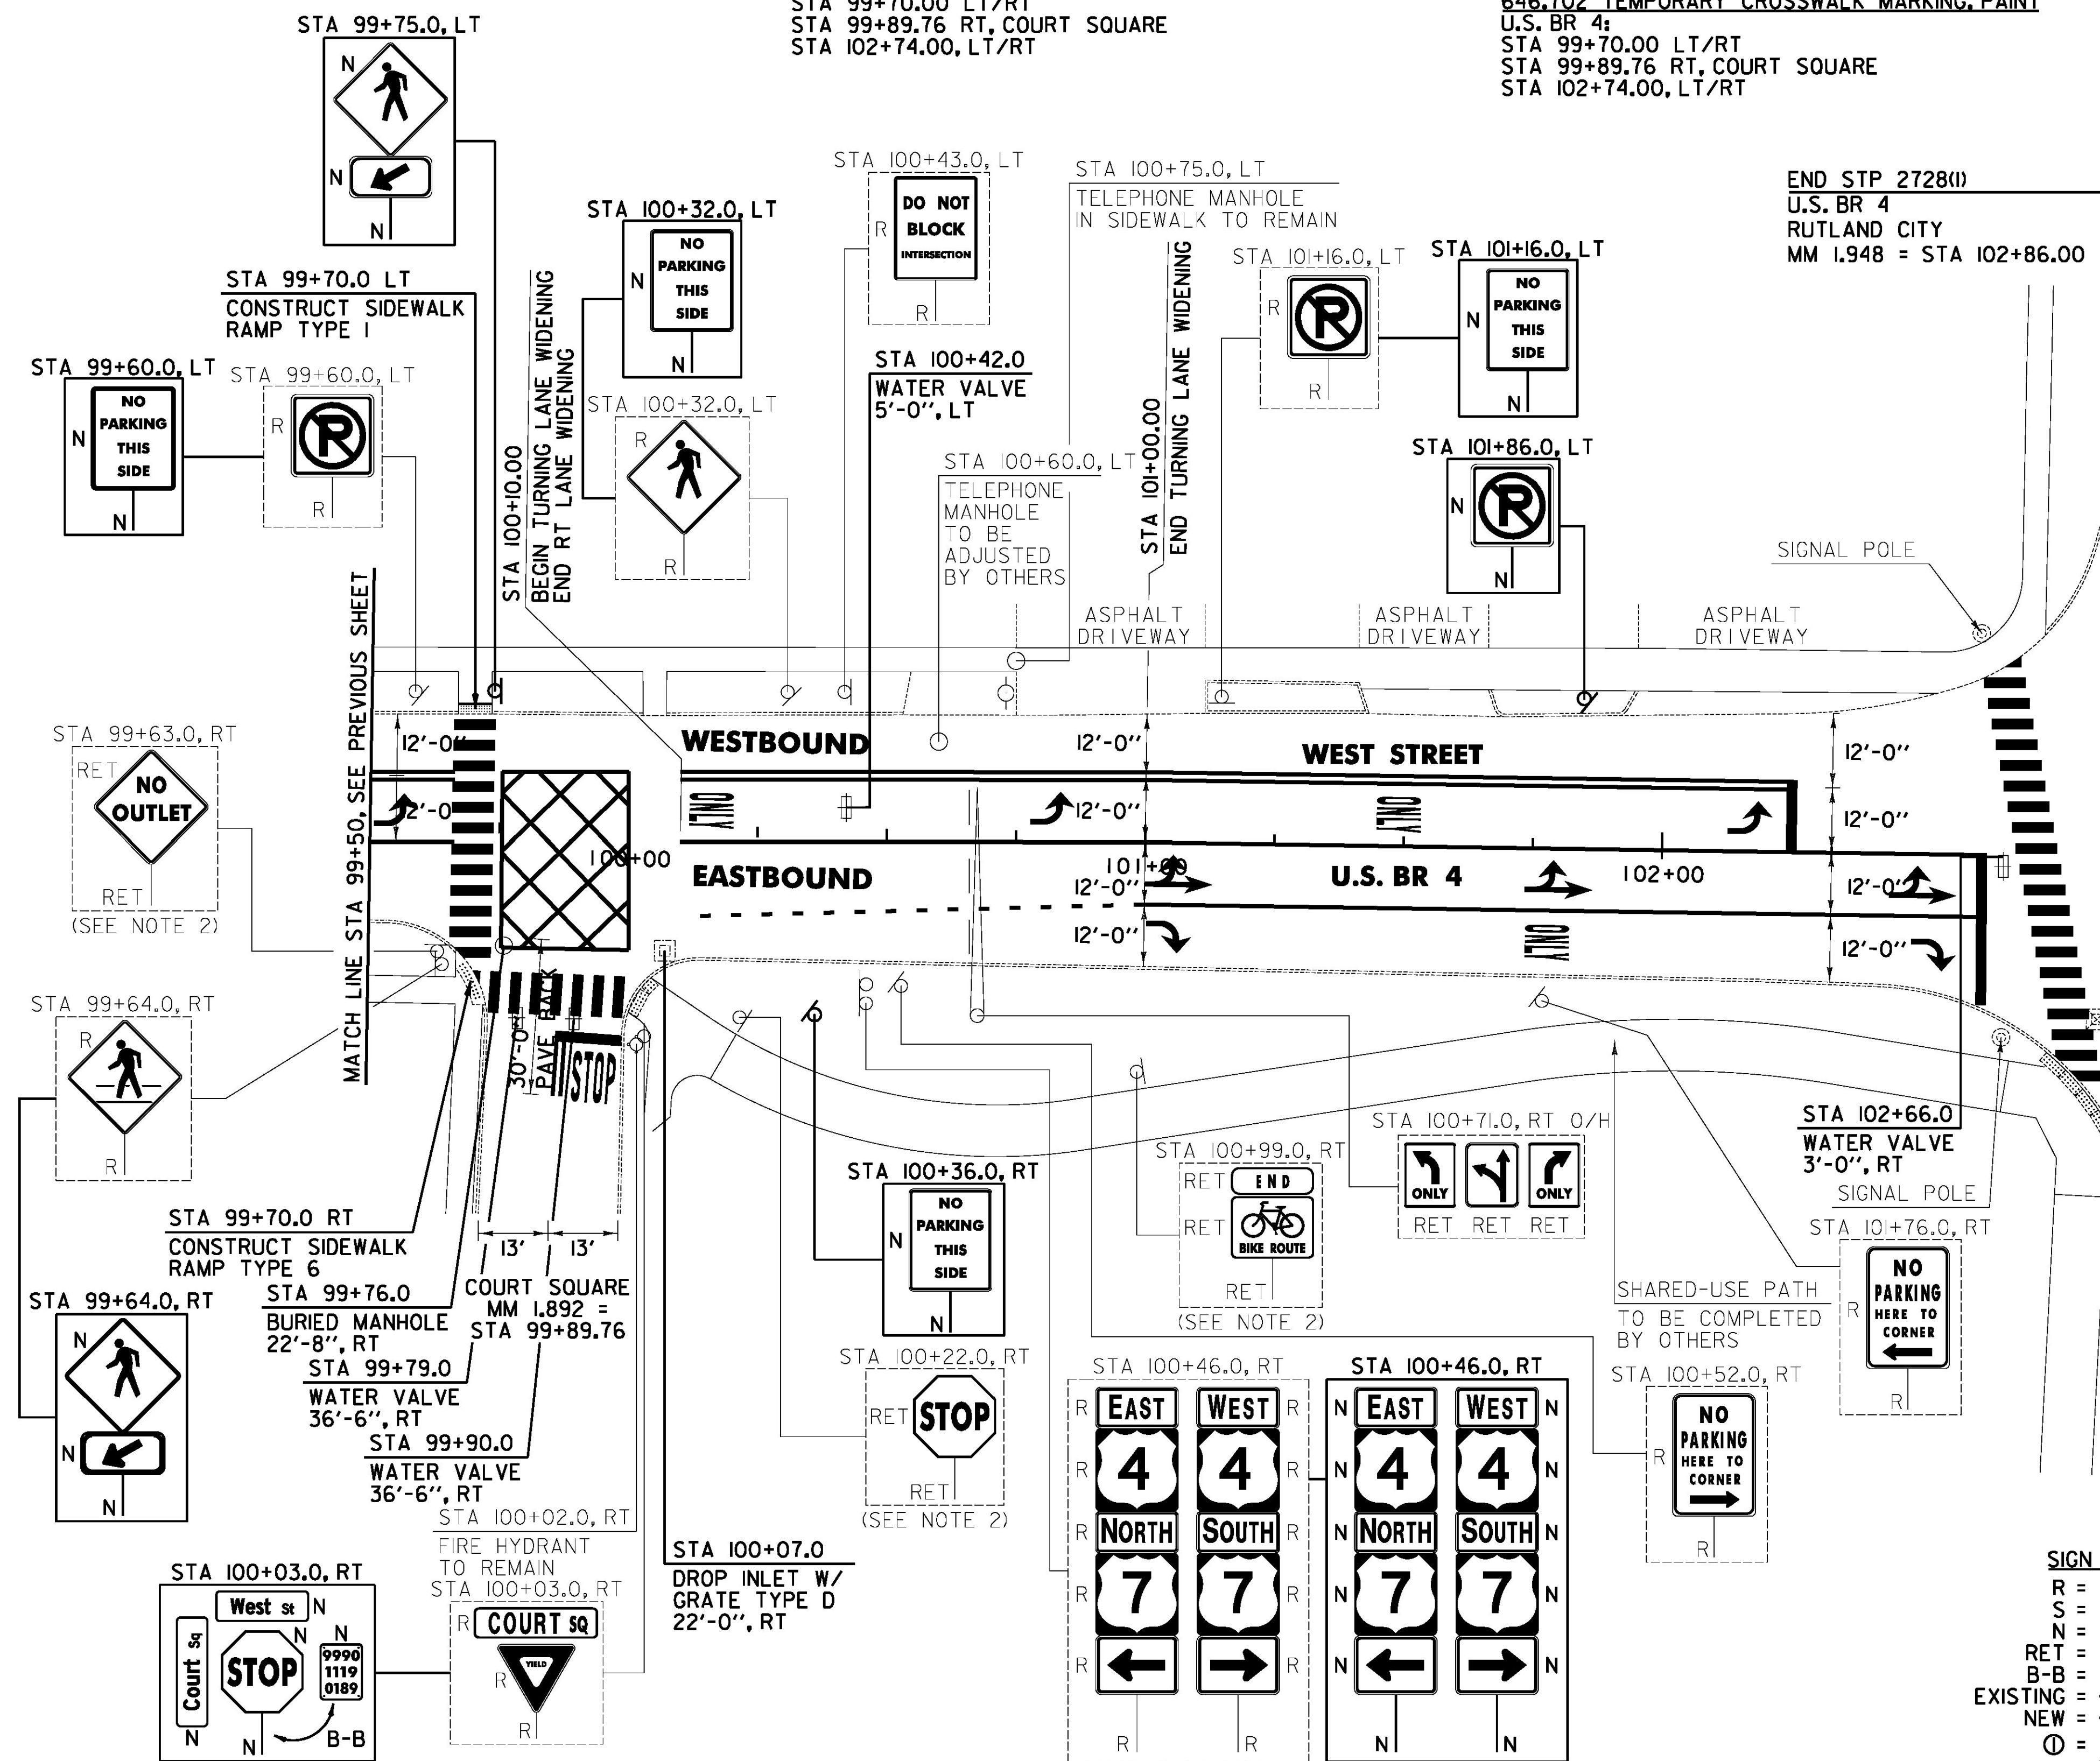 STA 99+70.00 LT/RT
STA 99+89.76 RT, COURT SQUARE
STA 102+74.00, LT/RT
646.702 TEMPORARY CROSSWALK MARKING, PAINT
U.S. BR 4:
STA 99+70.00 LT/RT
STA 99+89.76 RT, COURT SQUARE
STA 102+74.00, LT/RT
END STP 2728(1)
U.S. BR 4
RUTLAND CITY
MM 1.948 = STA 102+86.00
STA 99+75.0, LT
N
N
N
STA 99+70.0 LT
CONSTRUCT SIDEWALK
RAMP TYPE 1
STA 99+60.0, LT
NO
PARKING
THIS
SIDE
N
N
STA 99+60.0, LT
R
P
R
STA 100+10.00
BEGIN TURNING LANE WIDENING
END RT LANE WIDENING
STA 100+32.0, LT
NO
PARKING
THIS
SIDE
N
N
STA 100+32.0, LT
R
R
STA 100+43.0, LT
DO NOT
BLOCK
INTERSECTION
R
R
STA 100+42.0
WATER VALVE
5'-0", LT
STA 100+75.0, LT
TELEPHONE MANHOLE
IN SIDEWALK TO REMAIN
STA 100+60.0, LT
TELEPHONE
MANHOLE
TO BE
ADJUSTED
BY OTHERS
STA 101+00.00
END TURNING LANE WIDENING
STA 101+16.0, LT
R
P
R
STA 101+16.0, LT
NO
PARKING
THIS
SIDE
N
N
STA 101+86.0, LT
N
P
N
SIGNAL POLE
ASPHALT
DRIVEWAY
ASPHALT
DRIVEWAY
ASPHALT
DRIVEWAY
MATCH LINE STA 99+50, SEE PREVIOUS SHEET
12'-0"
WESTBOUND
12'-0"
WEST STREET
12'-0"
12'-0"
ONLY
12'-0"
ONLY
12'-0"
100+00
EASTBOUND
101+00
12'-0"
U.S. BR 4
102+00
12'-0"
12'-0"
ONLY
12'-0"
30'-0"
PAVE BACK
STOP
STA 99+63.0, RT
RET
NO
OUTLET
RET
(SEE NOTE 2)
STA 99+64.0, RT
R
R
STA 99+70.0 RT
CONSTRUCT SIDEWALK
RAMP TYPE 6
STA 99+64.0, RT
N
N
N
STA 99+76.0
BURIED MANHOLE
22'-8", RT
STA 99+79.0
WATER VALVE
36'-6", RT
STA 99+90.0
WATER VALVE
36'-6", RT
13'
13'
COURT SQUARE
MM 1.892 =
STA 99+89.76
STA 100+02.0, RT
FIRE HYDRANT
TO REMAIN
STA 100+03.0, RT
R
COURT SQ
YIELD
R
R
STA 100+03.0, RT
West St
N
Court Sq
N
STOP
N
N
9990
1119
0189
N
B-B
STA 100+07.0
DROP INLET W/
GRATE TYPE D
22'-0", RT
STA 100+36.0, RT
NO
PARKING
THIS
SIDE
N
N
STA 100+22.0, RT
RET
STOP
RET
(SEE NOTE 2)
STA 100+99.0, RT
RET
END
RET
BIKE ROUTE
RET
(SEE NOTE 2)
STA 100+71.0, RT O/H
ONLY
ONLY
RET RET RET
STA 100+46.0, RT
R EAST WEST R
R 4 4 R
R NORTH SOUTH R
R 7 7 R
R R
R R
STA 100+46.0, RT
N EAST WEST N
N 4 4 N
N NORTH SOUTH N
N 7 7 N
N N
N N
SHARED-USE PATH
TO BE COMPLETED
BY OTHERS
STA 100+52.0, RT
NO
PARKING
HERE TO
CORNER
R
R
STA 102+66.0
WATER VALVE
3'-0", RT
SIGNAL POLE
STA 101+76.0, RT
NO
PARKING
HERE TO
CORNER
R
R
SIGN
R =
S =
N =
RET =
B-B =
EXISTING =
NEW =
① =